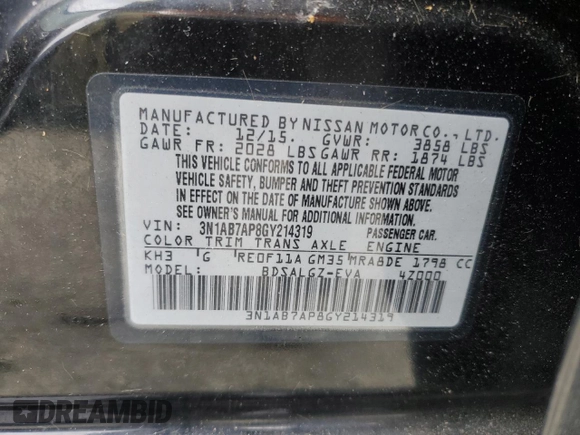 MANUFACTURED BY NISSAN MOTOR CO., LTD.
DATE: 12/15. GVWR: 3858 LBS
GAWR FR: 2028 LBS GAWR RR: 1874 LBS
THIS VEHICLE CONFORMS TO ALL APPLICABLE FEDERAL MOTOR
VEHICLE SAFETY, BUMPER AND THEFT PREVENTION STANDARDS
IN EFFECT ON THE DATE OF MANUFACTURE SHOWN ABOVE.
SEE OWNER'S MANUAL FOR ADDITIONAL INFORMATION
VIN: 3N1AB7AP8GY214319 PASSENGER CAR.
COLOR TRIM TRANS AXLE ENGINE
KH3 G RE0F11A GM35 MRA8DE 1798 CC
MODEL: BDSALGZ-EVA 4Z000
3N1AB7AP8GY214319
DREAMBID